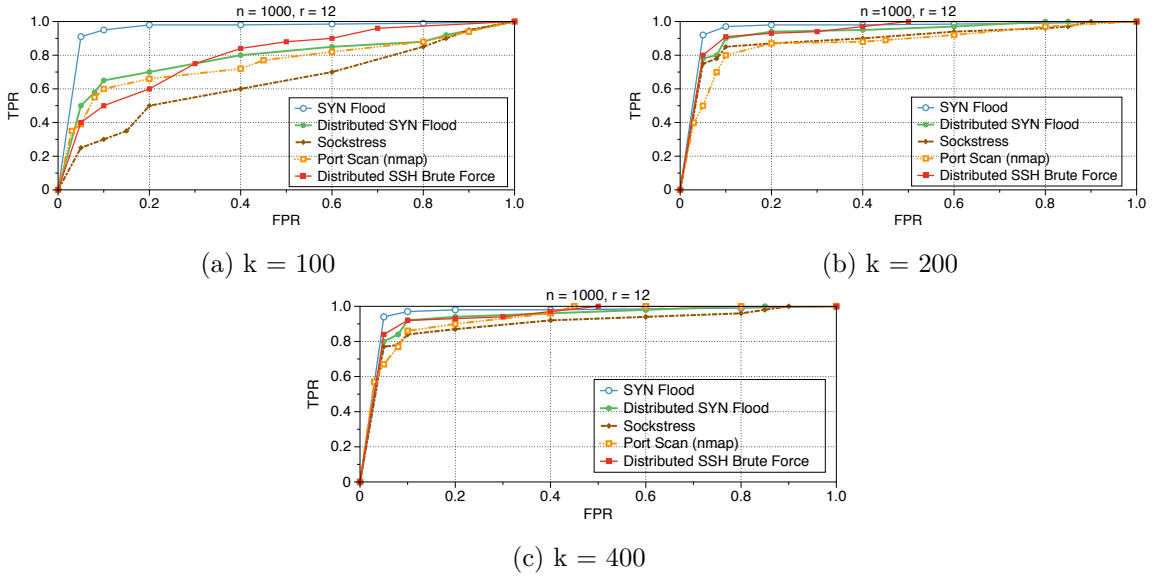 n = 1000, r = 12
TPR
1.0
0.8
0.6
0.4
0.2
0
0 0.2 0.4 0.6 0.8 1.0
FPR
SYN Flood
Distributed SYN Flood
Sockstress
Port Scan (nmap)
Distributed SSH Brute Force
(a) k = 100
n =1000, r = 12
TPR
1.0
0.8
0.6
0.4
0.2
0
0 0.2 0.4 0.6 0.8 1.0
FPR
SYN Flood
Distributed SYN Flood
Sockstress
Port Scan (nmap)
Distributed SSH Brute Force
(b) k = 200
n = 1000, r = 12
TPR
1.0
0.8
0.6
0.4
0.2
0
0 0.2 0.4 0.6 0.8 1.0
FPR
SYN Flood
Distributed SYN Flood
Sockstress
Port Scan (nmap)
Distributed SSH Brute Force
(c) k = 400